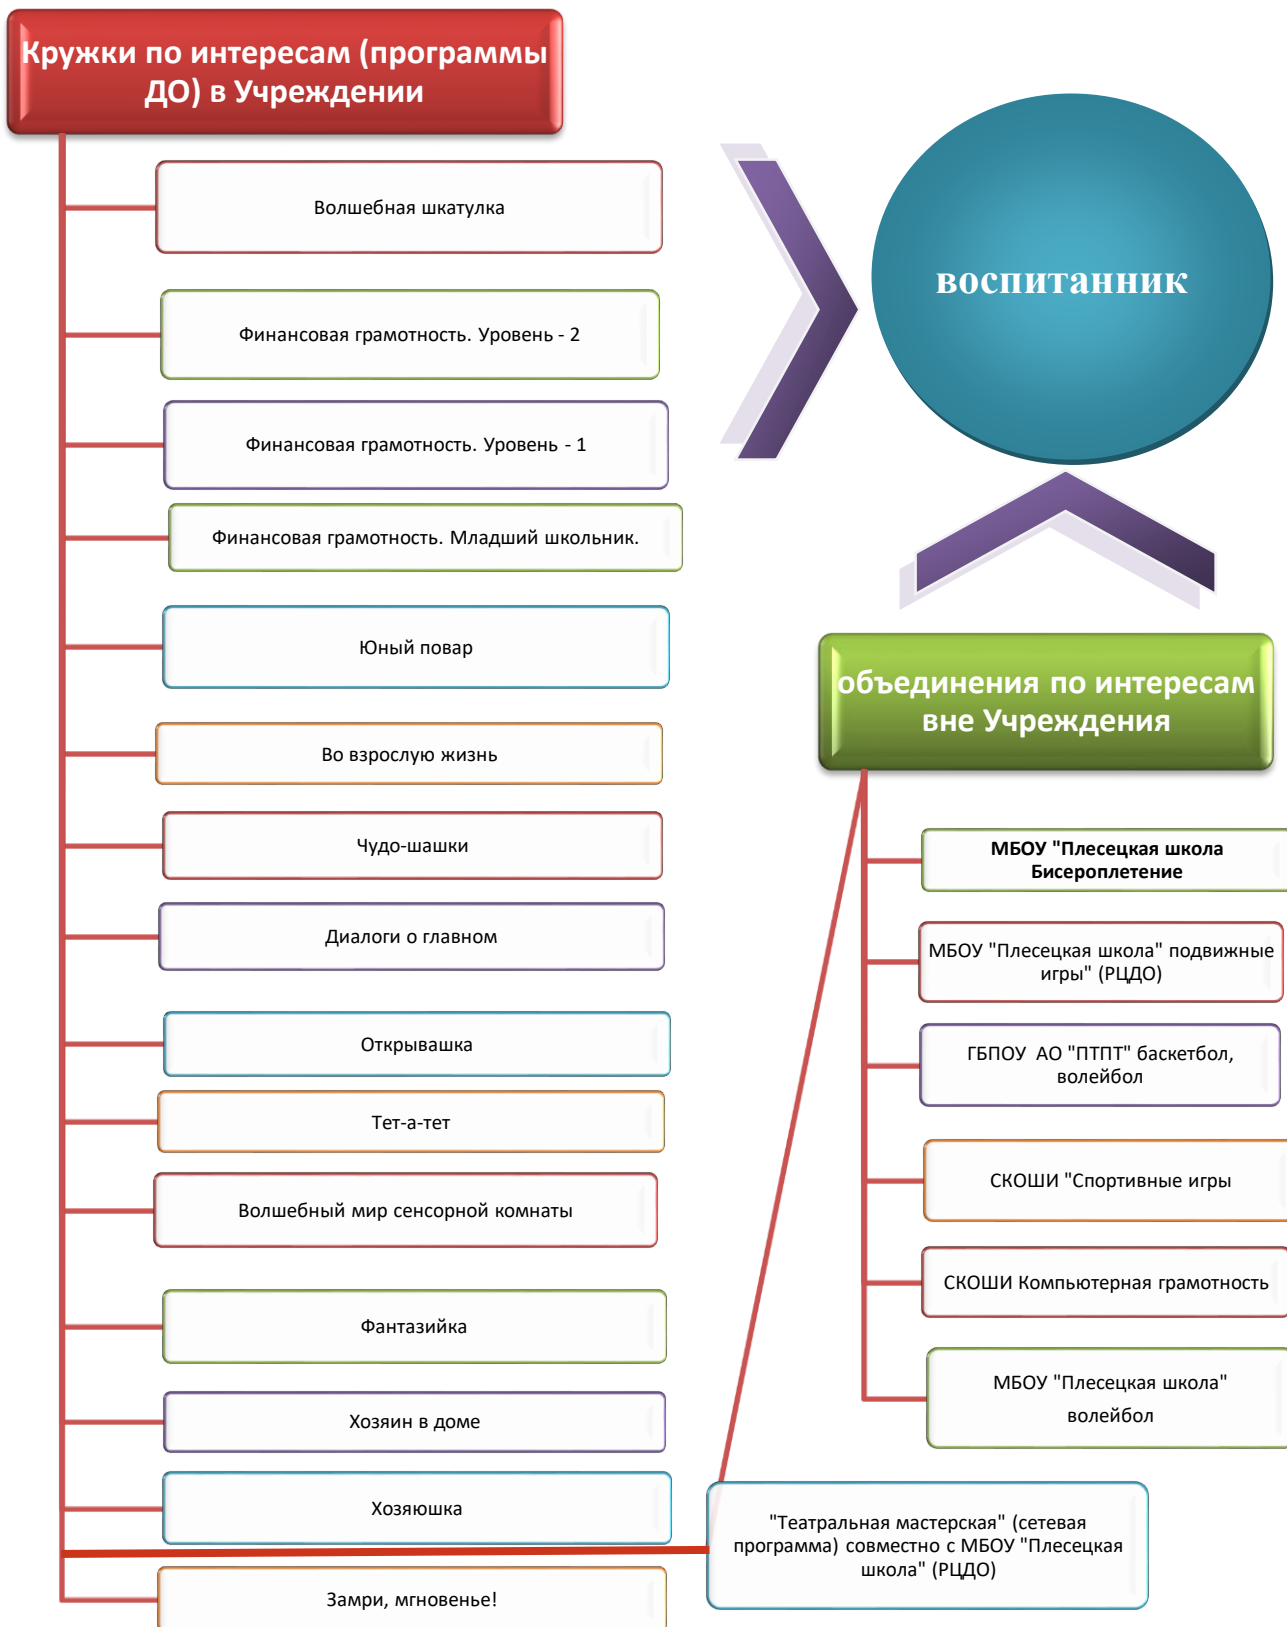 Кружки по интересам (программы
ДО) в Учреждении
Волшебная шкатулка
Финансовая грамотность. Уровень - 2
Финансовая грамотность. Уровень - 1
Финансовая грамотность. Младший школьник.
Юный повар
Во взрослую жизнь
Чудо-шашки
Диалоги о главном
Открывашка
Тет-а-тет
Волшебный мир сенсорной комнаты
Фантазийка
Хозяин в доме
Хозяюшка
Замри, мгновенье!
воспитанник
объединения по интересам
вне Учреждения
МБОУ "Плесецкая школа
Бисероплетение
МБОУ "Плесецкая школа" подвижные
игры" (РЦДО)
ГБПОУ  АО "ПТПТ" баскетбол,
волейбол
СКОШИ "Спортивные игры
СКОШИ Компьютерная грамотность
МБОУ "Плесецкая школа"
волейбол
"Театральная мастерская" (сетевая
программа) совместно с МБОУ "Плесецкая
школа" (РЦДО)